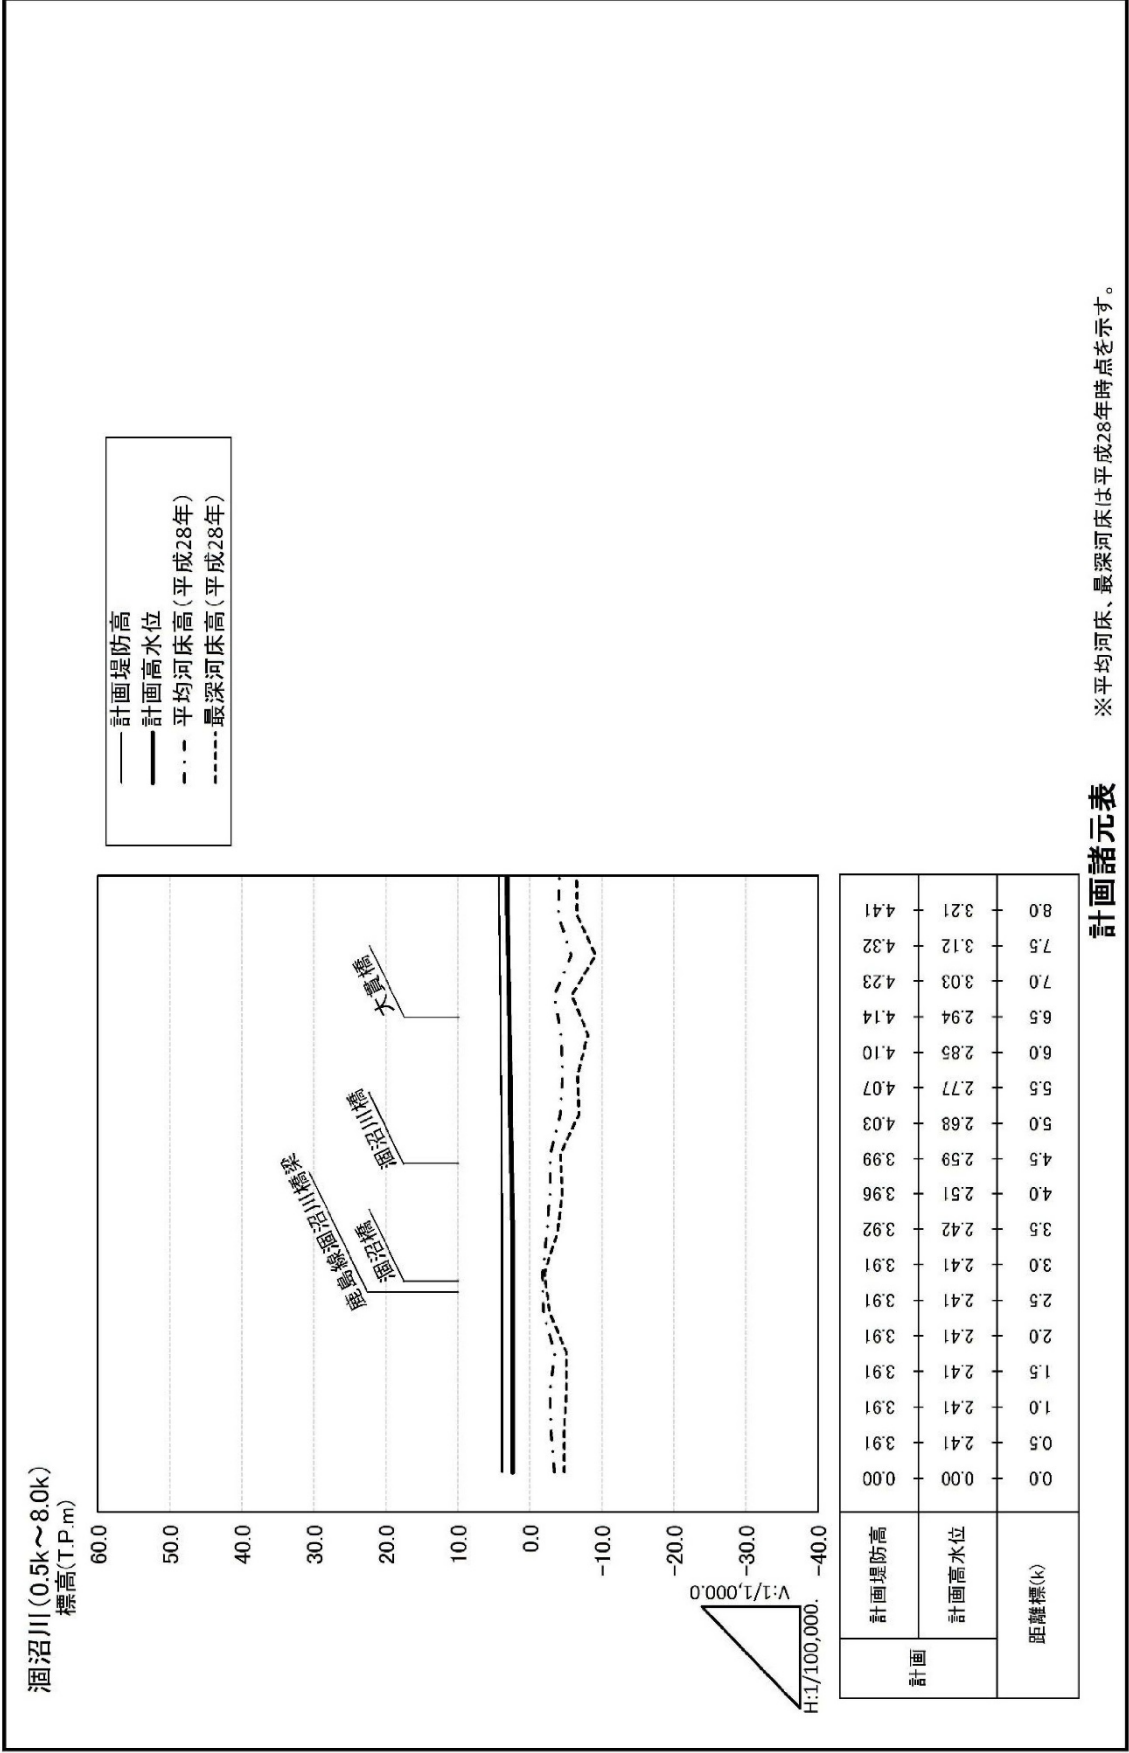 涸沼川(0.5k～8.0k)
標高(T.P.m)
計画堤防高
計画高水位
平均河床高(平成28年)
最深河床高(平成28年)
60.0
50.0
40.0
30.0
20.0
10.0
0.0
-10.0
-20.0
-30.0
-40.0
鹿島線涸沼川橋梁
涸沼橋
涸沼川橋
大貫橋
V:1/1,000.0
H:1/100,000.
計画
計画堤防高 0.00 3.91 3.91 3.91 3.91 3.91 3.91 3.92 3.96 3.99 4.03 4.07 4.10 4.14 4.23 4.32 4.41
計画高水位 0.00 2.41 2.41 2.41 2.41 2.41 2.41 2.42 2.51 2.59 2.68 2.77 2.85 2.94 3.03 3.12 3.21
距離標(k) 0.0 0.5 1.0 1.5 2.0 2.5 3.0 3.5 4.0 4.5 5.0 5.5 6.0 6.5 7.0 7.5 8.0
計画諸元表
※平均河床、最深河床は平成28年時点を示す。